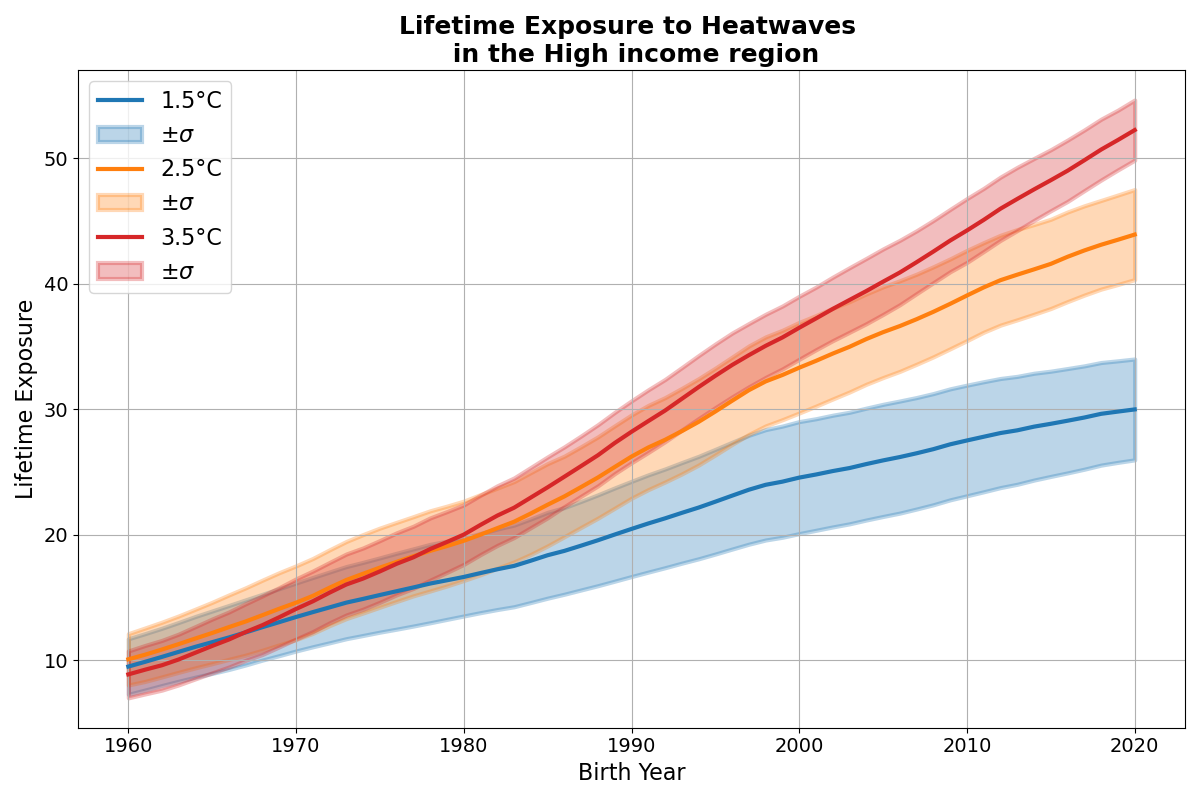 Lifetime Exposure to Heatwaves
in the High income region
1.5°C
±σ
2.5°C
±σ
3.5°C
±σ
Lifetime Exposure
50
40
30
20
10
1960 1970 1980 1990 2000 2010 2020
Birth Year